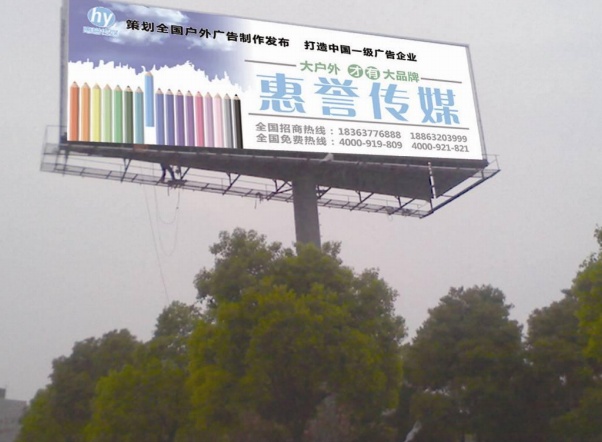 hy
策划全国户外广告制作发布 打造中国一级广告企业
大户外 才有 大品牌
惠誉传媒
全国招商热线：18363776888 18863203999
全国免费热线：4000-919-809 4000-921-821